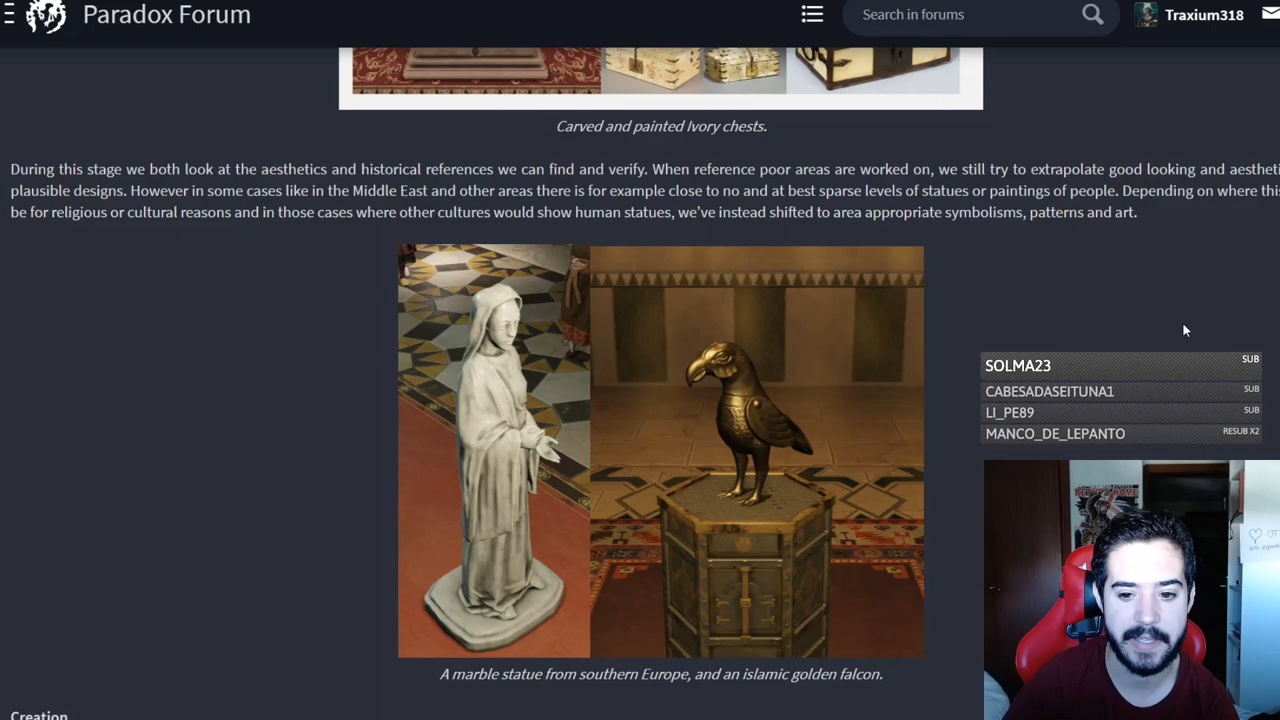 Paradox Forum
Search in forums
Traxium318
Carved and painted Ivory chests.
During this stage we both look at the aesthetics and historical references we can find and verify. When reference poor areas are worked on, we still try to extrapolate good looking and aestheti
plausible designs. However in some cases like in the Middle East and other areas there is for example close to no and at best sparse levels of statues or paintings of people. Depending on where this
be for religious or cultural reasons and in those cases where other cultures would show human statues, we've instead shifted to area appropriate symbolisms, patterns and art.
SOLMA23 SUB
CABESADASEITUNA1 SUB
LI_PE89 SUB
MANCO_DE_LEPANTO RESUB X2
A marble statue from southern Europe, and an islamic golden falcon.
Creation